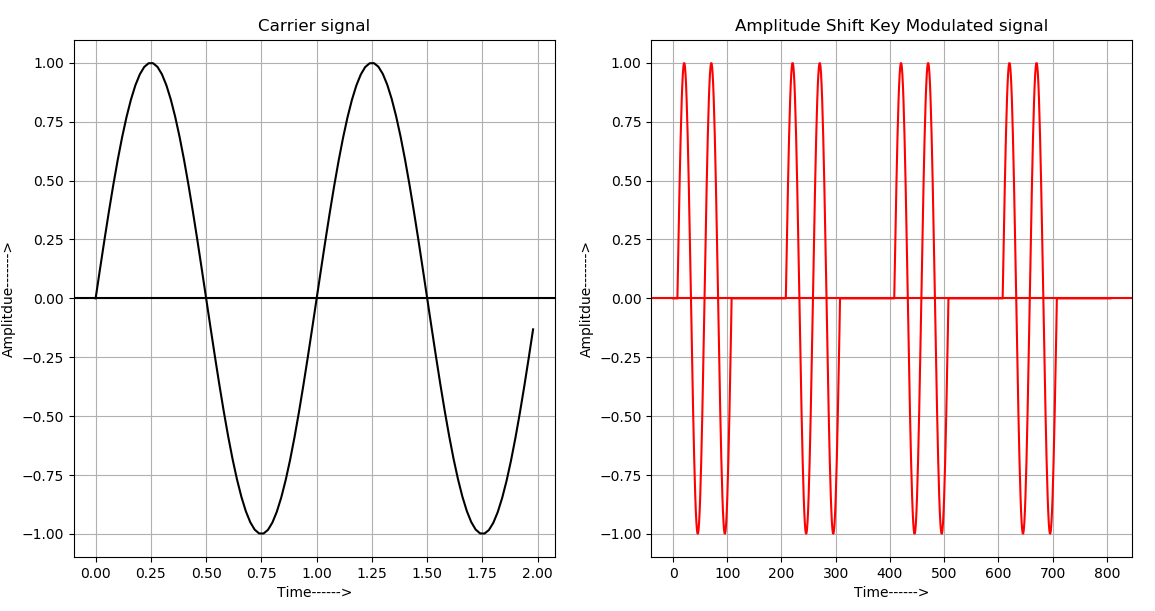 Carrier signal
Amplitdue------->
1.00
0.75
0.50
0.25
0.00
−0.25
−0.50
−0.75
−1.00
0.00 0.25 0.50 0.75 1.00 1.25 1.50 1.75 2.00
Time------>
Amplitude Shift Key Modulated signal
Amplitdue------->
1.00
0.75
0.50
0.25
0.00
−0.25
−0.50
−0.75
−1.00
0 100 200 300 400 500 600 700 800
Time------>